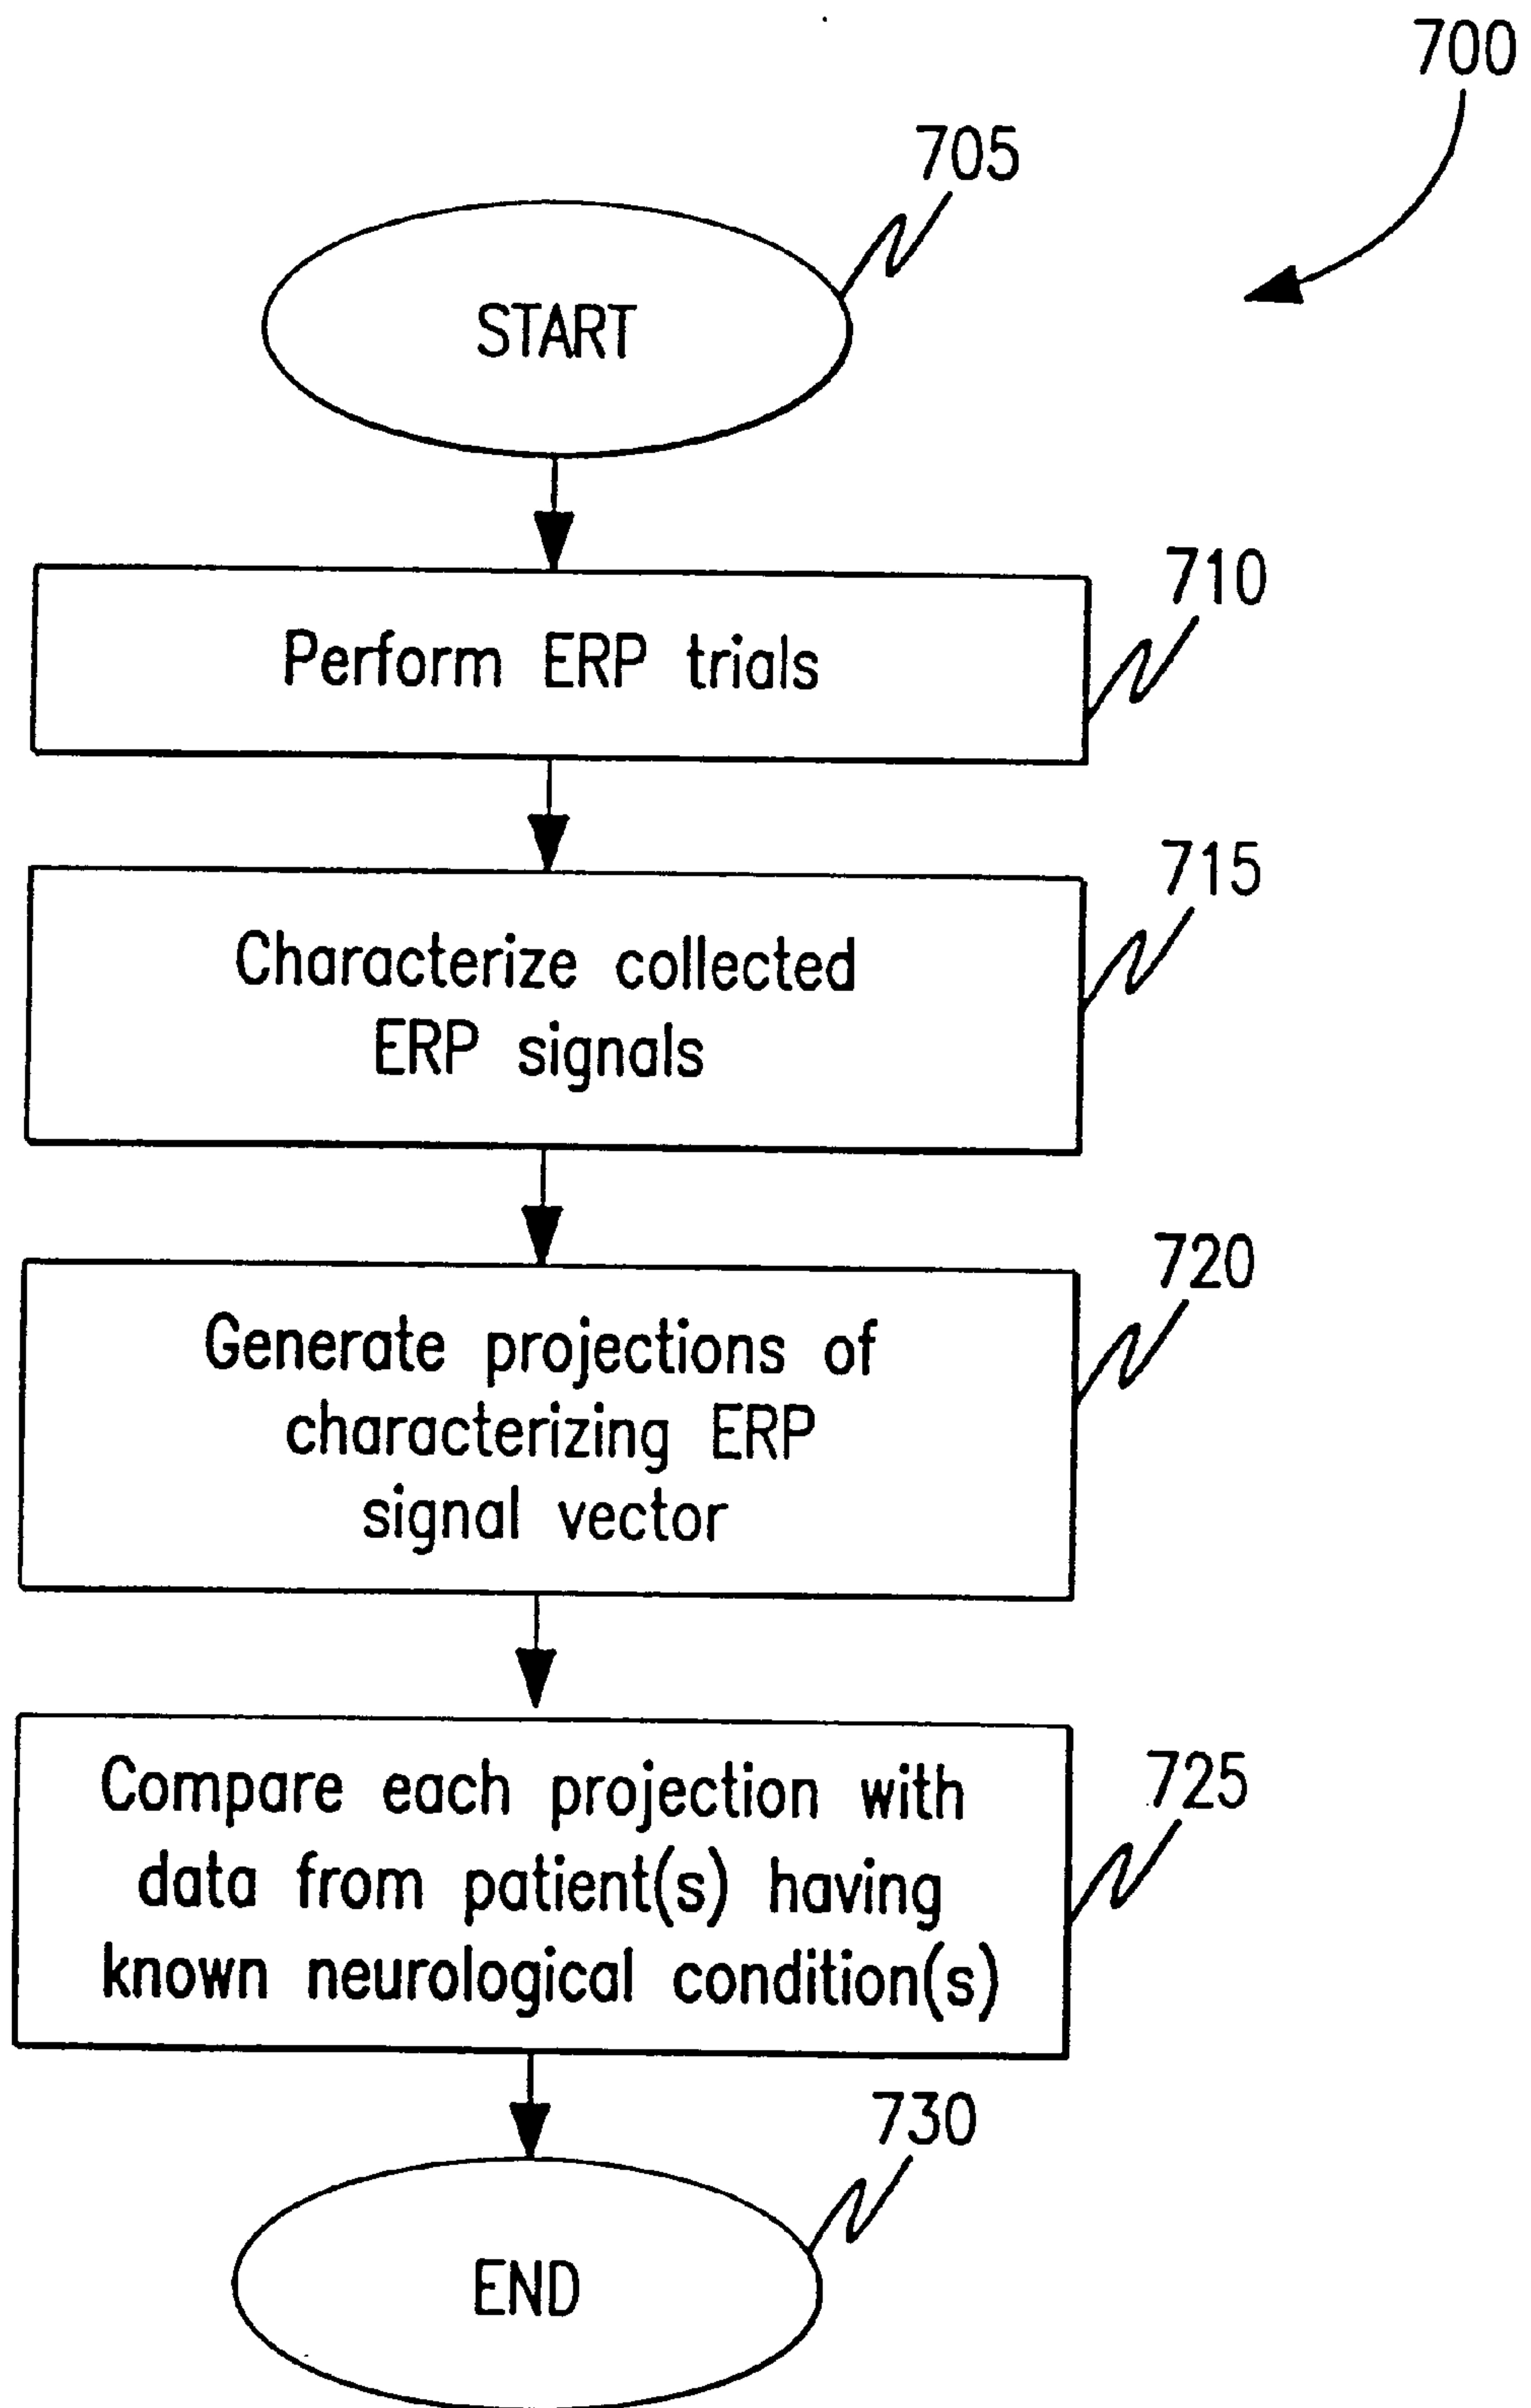 700
705
START
710
Perform ERP trials
715
Characterize collected
ERP signals
720
Generate projections of
characterizing ERP
signal vector
725
Compare each projection with
data from patient(s) having
known neurological condition(s)
730
END